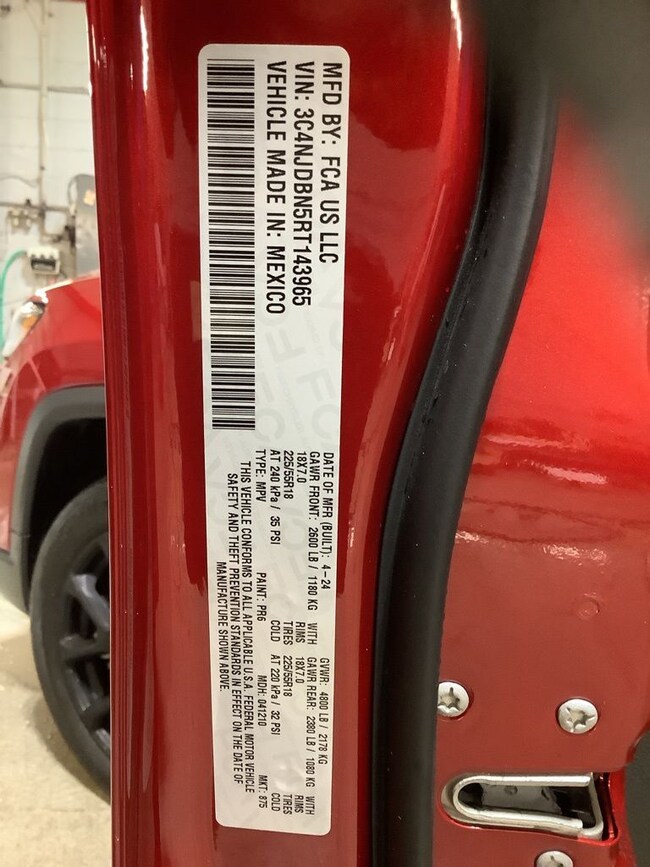 MFD BY: FCA US LLC
VIN: 3C4NJDBN5RT143965
VEHICLE MADE IN: MEXICO
DATE OF MFR (BUILT): 4-24 GVWR: 4800 LB / 2178 KG
GAWR FRONT: 2600 LB / 1180 KG WITH GAWR REAR: 2380 LB / 1080 KG WITH
18X7.0 RIMS 18X7.0 RIMS
225/55R18 TIRES 225/55R18 TIRES
AT 240 kPa / 35 PSI COLD AT 220 kPa / 32 PSI COLD
TYPE: MPV PAINT: PR6 MDH: 041210 MKT: 875
THIS VEHICLE CONFORMS TO ALL APPLICABLE U.S.A. FEDERAL MOTOR VEHICLE
SAFETY AND THEFT PREVENTION STANDARDS IN EFFECT ON THE DATE OF
MANUFACTURE SHOWN ABOVE.